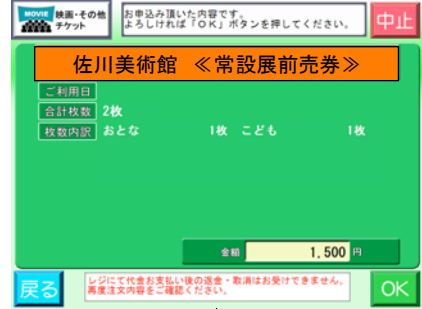 MOVIE 映画・その他
チケット
お申込み頂いた内容です。
よろしければ「OK」ボタンを押してください。
中止
佐川美術館 ≪常設展前売券≫
ご利用日
合計枚数 2枚
枚数内訳 おとな 1枚 こども 1枚
金額 1,500 円
戻る
レジにて代金お支払い後の返金・取消はお受けできません。
再度注文内容をご確認ください。
OK